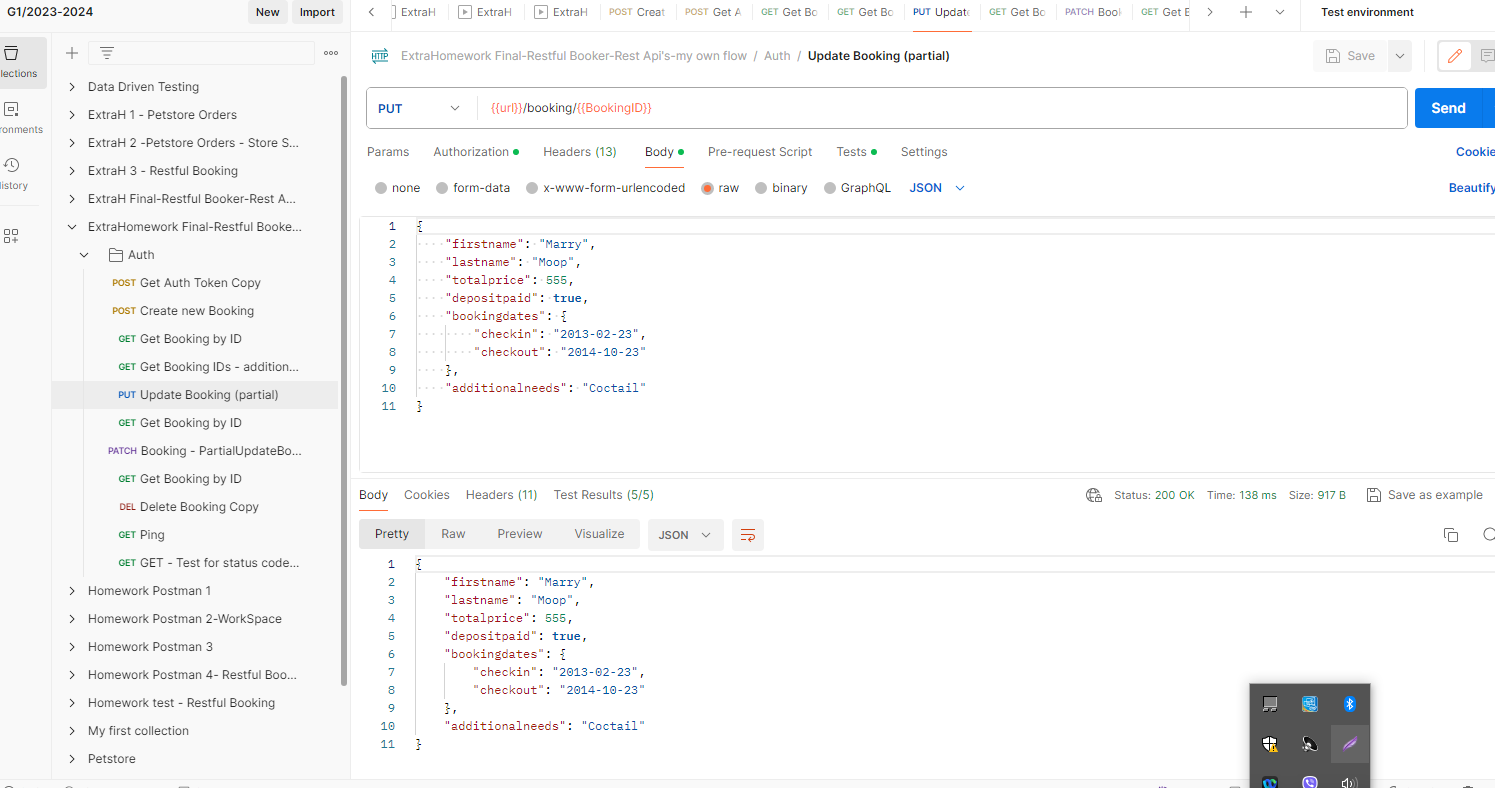 G1/2023-2024
New
Import
ExtraH
ExtraH
ExtraH
POST Creat
POST Get A
GET Get Bo
GET Get Bo
PUT Update
GET Get Bo
PATCH Book
GET Get B
Test environment
lections
ronments
istory
Data Driven Testing
ExtraH 1 - Petstore Orders
ExtraH 2 -Petstore Orders - Store S...
ExtraH 3 - Restful Booking
ExtraH Final-Restful Booker-Rest A...
ExtraHomework Final-Restful Booke...
Auth
POST Get Auth Token Copy
POST Create new Booking
GET Get Booking by ID
GET Get Booking IDs - addition...
PUT Update Booking (partial)
GET Get Booking by ID
PATCH Booking - PartialUpdateBo...
GET Get Booking by ID
DEL Delete Booking Copy
GET Ping
GET GET - Test for status code...
Homework Postman 1
Homework Postman 2-WorkSpace
Homework Postman 3
Homework Postman 4- Restful Boo...
Homework test - Restful Booking
My first collection
Petstore
HTTP ExtraHomework Final-Restful Booker-Rest Api's-my own flow / Auth / Update Booking (partial)
Save
PUT {{url}}/booking/{{BookingID}}
Send
Params Authorization Headers (13) Body Pre-request Script Tests Settings
Cookie
none form-data x-www-form-urlencoded raw binary GraphQL JSON
Beautify
1 {
2 "firstname": "Marry",
3 "lastname": "Moop",
4 "totalprice": 555,
5 "depositpaid": true,
6 "bookingdates": {
7 "checkin": "2013-02-23",
8 "checkout": "2014-10-23"
9 },
10 "additionalneeds": "Coctail"
11 }
Body Cookies Headers (11) Test Results (5/5)
Status: 200 OK Time: 138 ms Size: 917 B Save as example
Pretty Raw Preview Visualize JSON
1 {
2 "firstname": "Marry",
3 "lastname": "Moop",
4 "totalprice": 555,
5 "depositpaid": true,
6 "bookingdates": {
7 "checkin": "2013-02-23",
8 "checkout": "2014-10-23"
9 },
10 "additionalneeds": "Coctail"
11 }